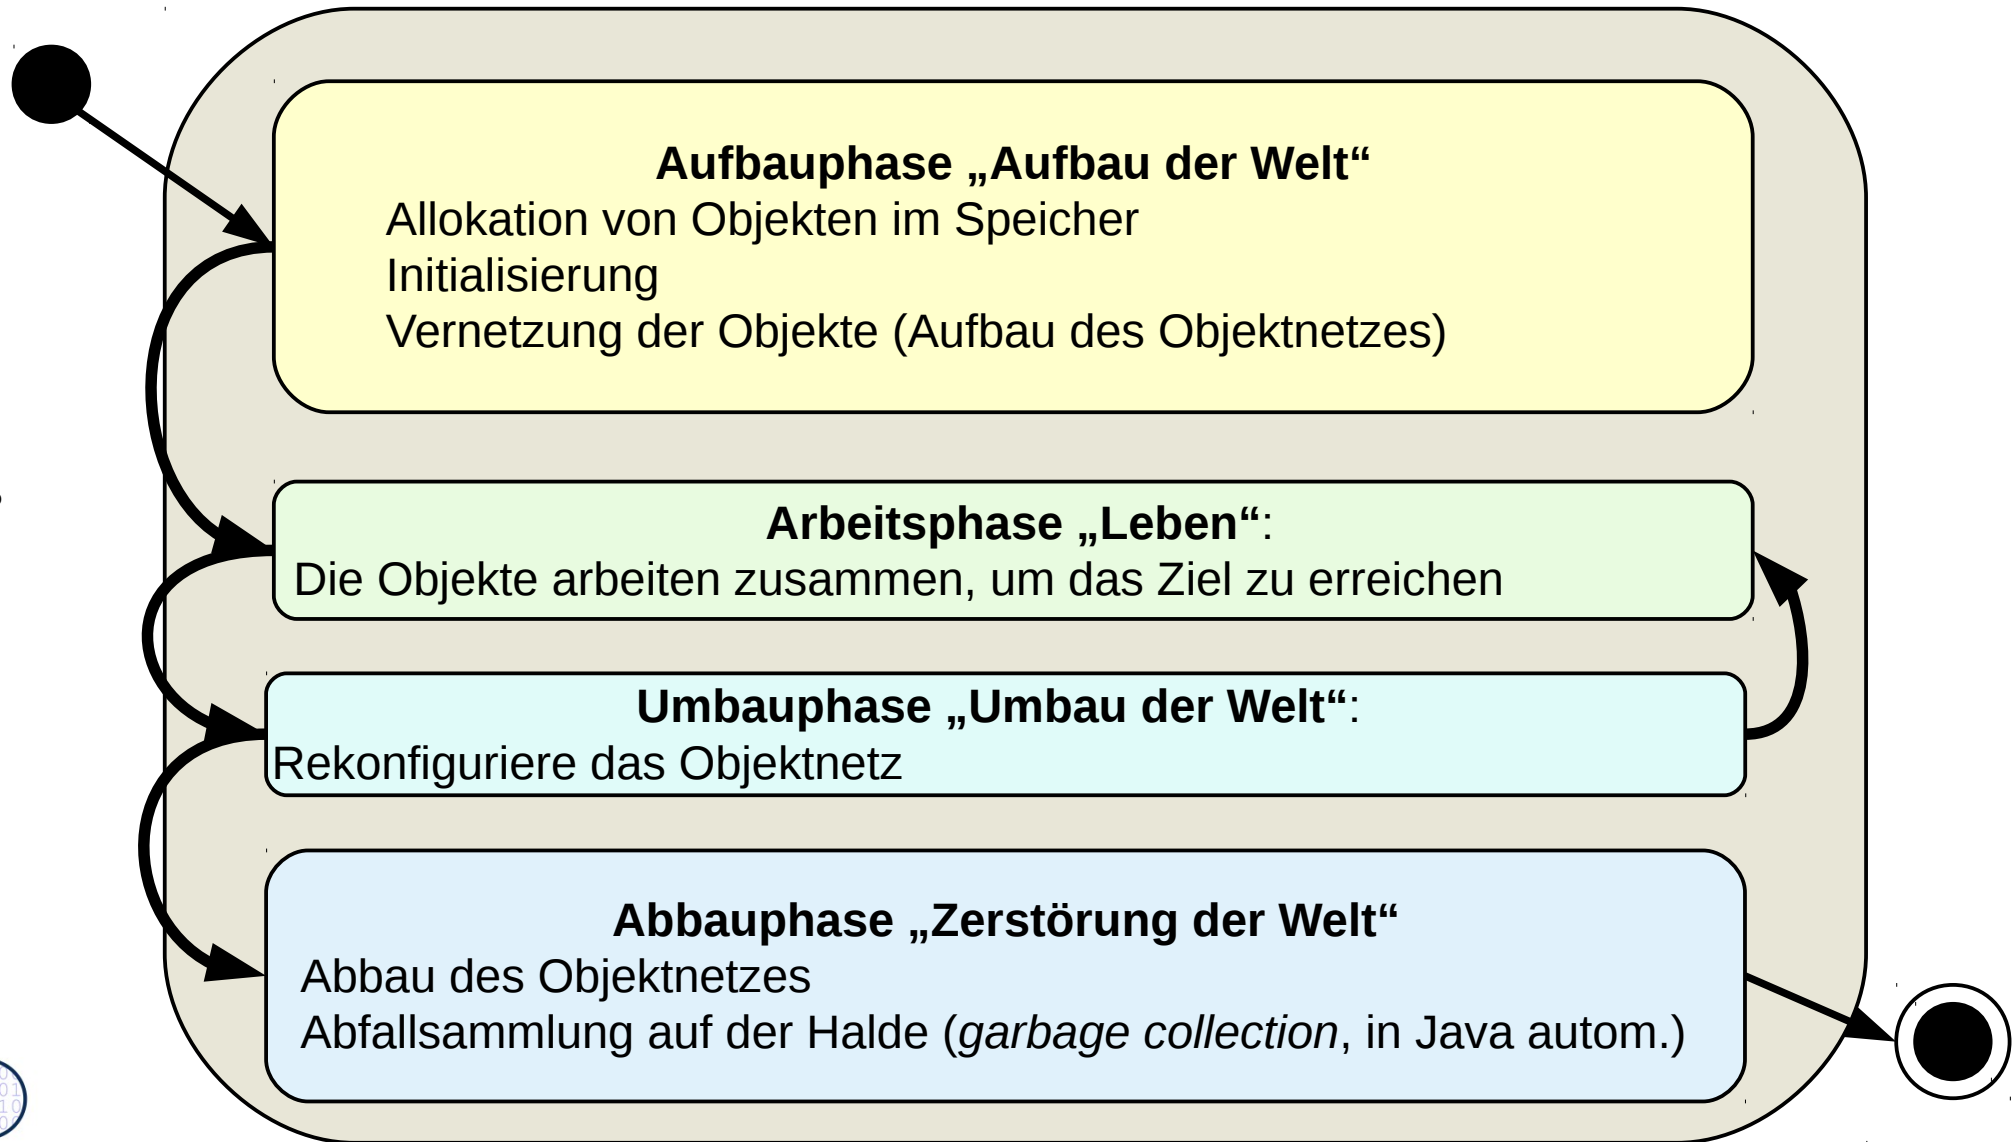 Aufbauphase „Aufbau der Welt“
Allokation von Objekten im Speicher
Initialisierung
Vernetzung der Objekte (Aufbau des Objektnetzes)
Arbeitsphase „Leben“:
Die Objekte arbeiten zusammen, um das Ziel zu erreichen
Umbauphase „Umbau der Welt“:
Rekonfiguriere das Objektnetz
Abbauphase „Zerstörung der Welt“
Abbau des Objektnetzes
Abfallsammlung auf der Halde (garbage collection, in Java autom.)